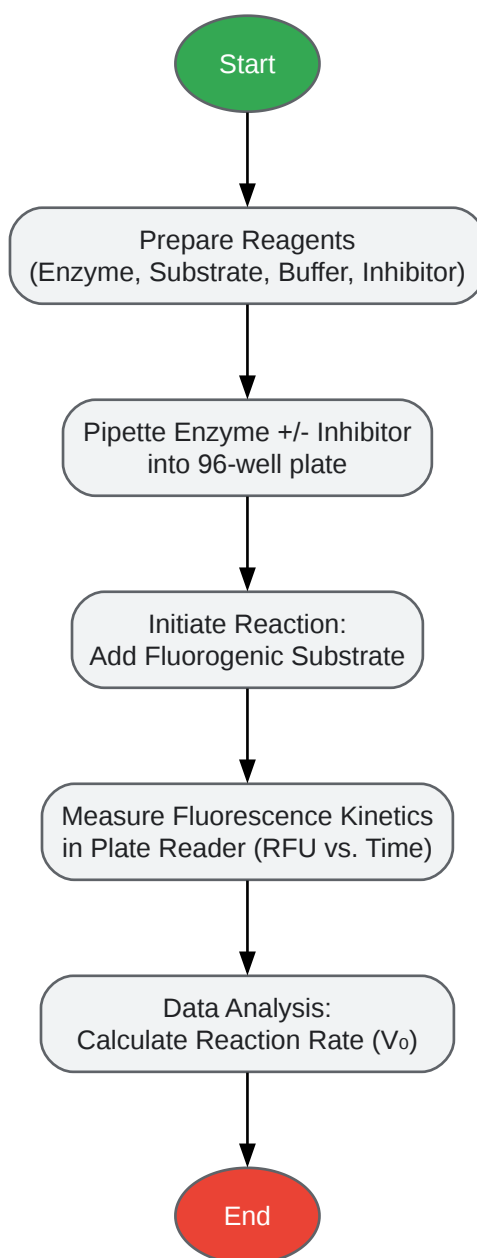 Start
Prepare Reagents
(Enzyme, Substrate, Buffer, Inhibitor)
Pipette Enzyme +/- Inhibitor
into 96-well plate
Initiate Reaction:
Add Fluorogenic Substrate
Measure Fluorescence Kinetics
in Plate Reader (RFU vs. Time)
Data Analysis:
Calculate Reaction Rate (V₀)
End